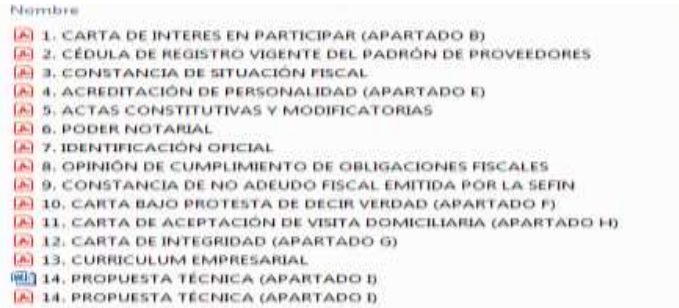 Nombre
1. CARTA DE INTERES EN PARTICIPAR (APARTADO B)
2. CÉDULA DE REGISTRO VIGENTE DEL PADRÓN DE PROVEEDORES
3. CONSTANCIA DE SITUACIÓN FISCAL
4. ACREDITACIÓN DE PERSONALIDAD (APARTADO E)
5. ACTAS CONSTITUTIVAS Y MODIFICATORIAS
6. PODER NOTARIAL
7. IDENTIFICACIÓN OFICIAL
8. OPINIÓN DE CUMPLIMIENTO DE OBLIGACIONES FISCALES
9. CONSTANCIA DE NO ADEUDO FISCAL EMITIDA POR LA SEFIN
10. CARTA BAJO PROTESTA DE DECIR VERDAD (APARTADO F)
11. CARTA DE ACEPTACIÓN DE VISITA DOMICILIARIA (APARTADO H)
12. CARTA DE INTEGRIDAD (APARTADO G)
13. CURRICULUM EMPRESARIAL
14. PROPUESTA TÉCNICA (APARTADO I)
14. PROPUESTA TÉCNICA (APARTADO I)